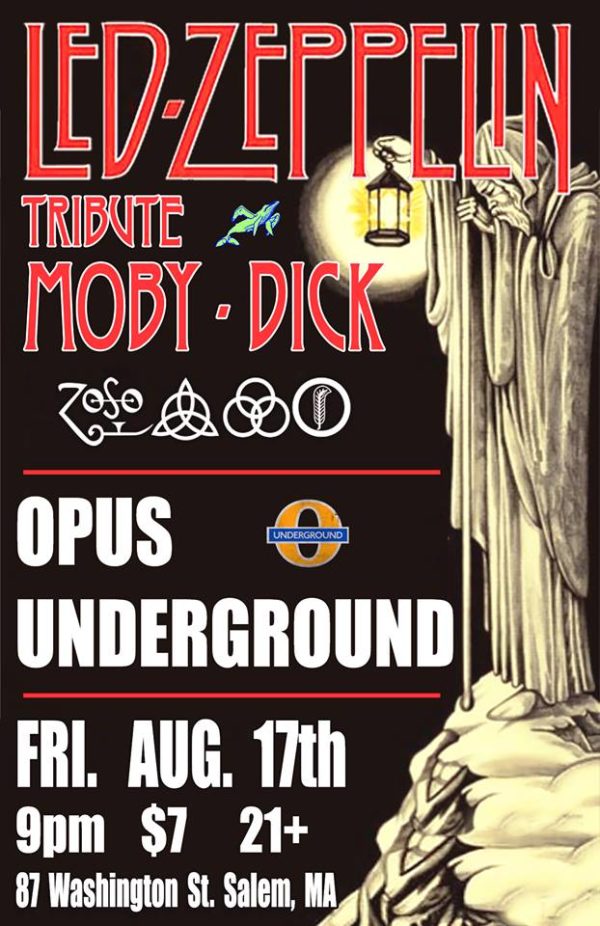 LED-ZEPPELIN
TRIBUTE
MOBY - DICK
ZOSO
OPUS
UNDERGROUND
UNDERGROUND
FRI. AUG. 17th
9pm $7 21+
87 Washington St. Salem, MA